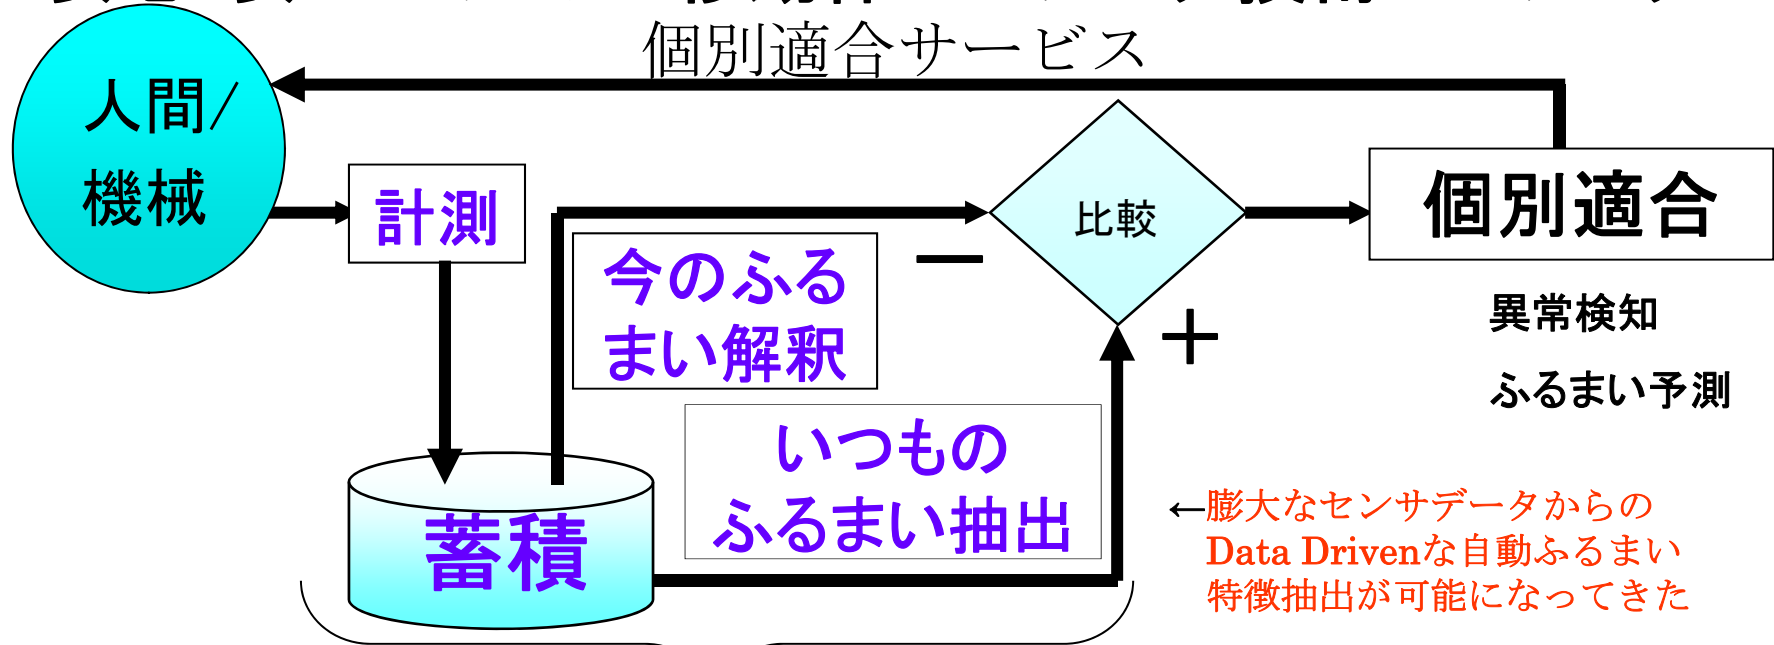 個別適合サービス
人間/
機械
計測
比較
個別適合
今のふる
まい解釈
－
＋
異常検知
ふるまい予測
いつもの
ふるまい抽出
蓄積
←膨大なセンサデータからの
Data Drivenな自動ふるまい
特徴抽出が可能になってきた